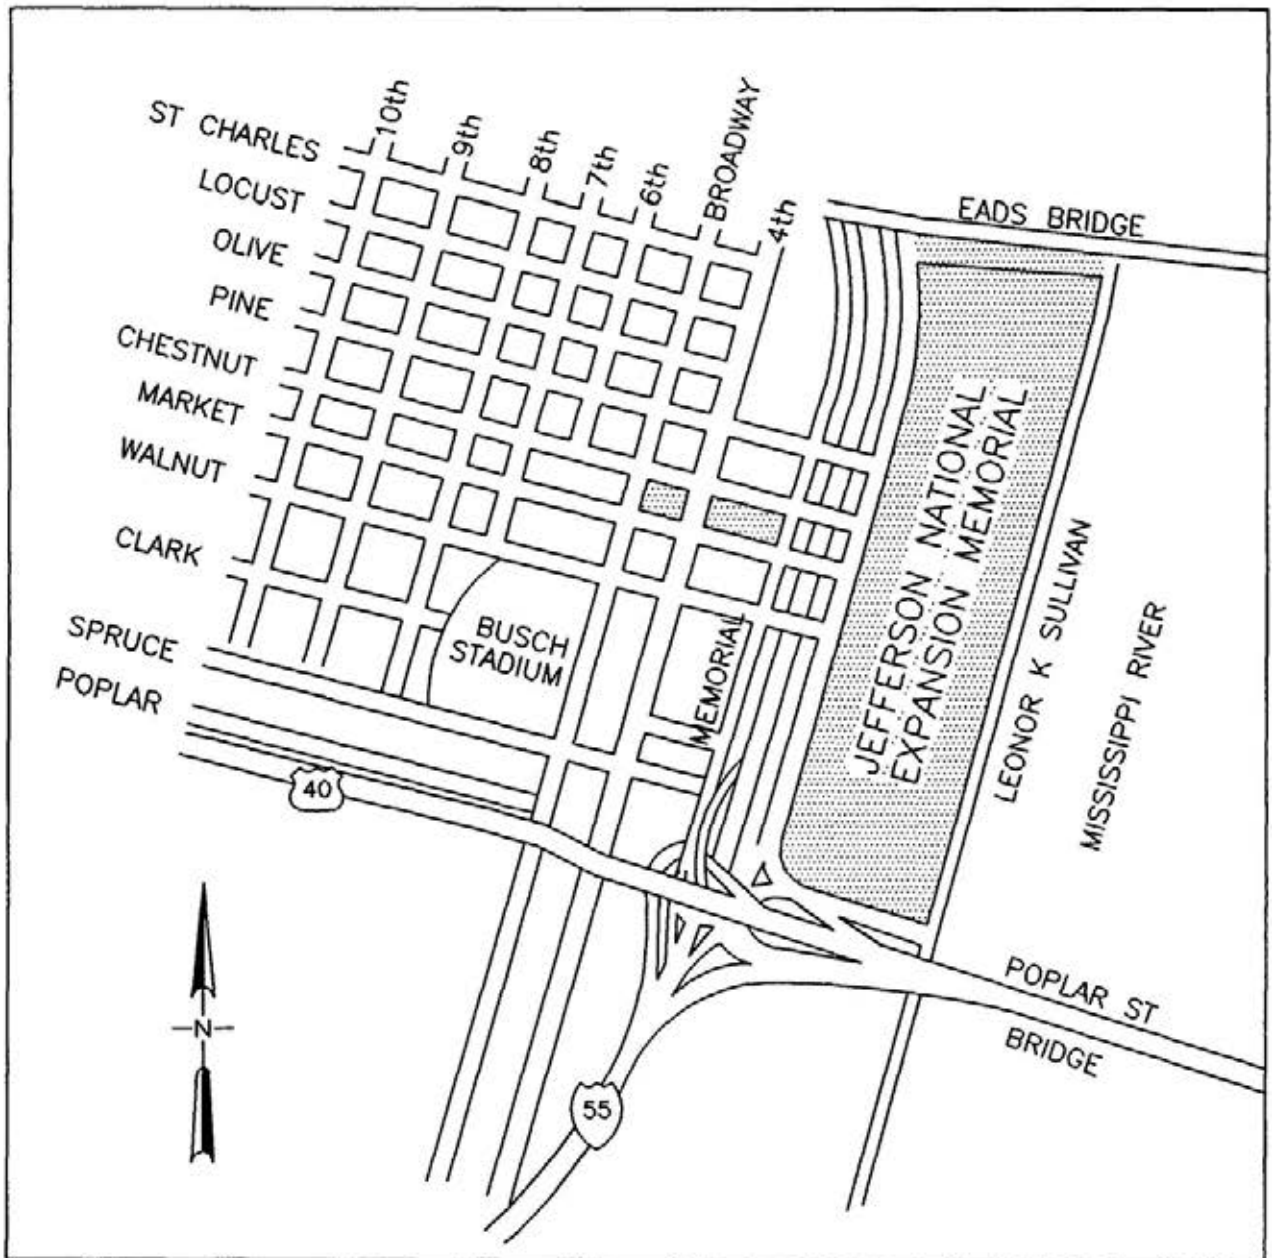 ST CHARLES
LOCUST
OLIVE
PINE
CHESTNUT
MARKET
WALNUT
CLARK
SPRUCE
POPLAR
10th
9th
8th
7th
6th
BROADWAY
4th
EADS BRIDGE
JEFFERSON NATIONAL
EXPANSION MEMORIAL
LEONOR K SULLIVAN
MISSISSIPPI RIVER
BUSCH
STADIUM
MEMORIAL
40
N
55
POPLAR ST
BRIDGE